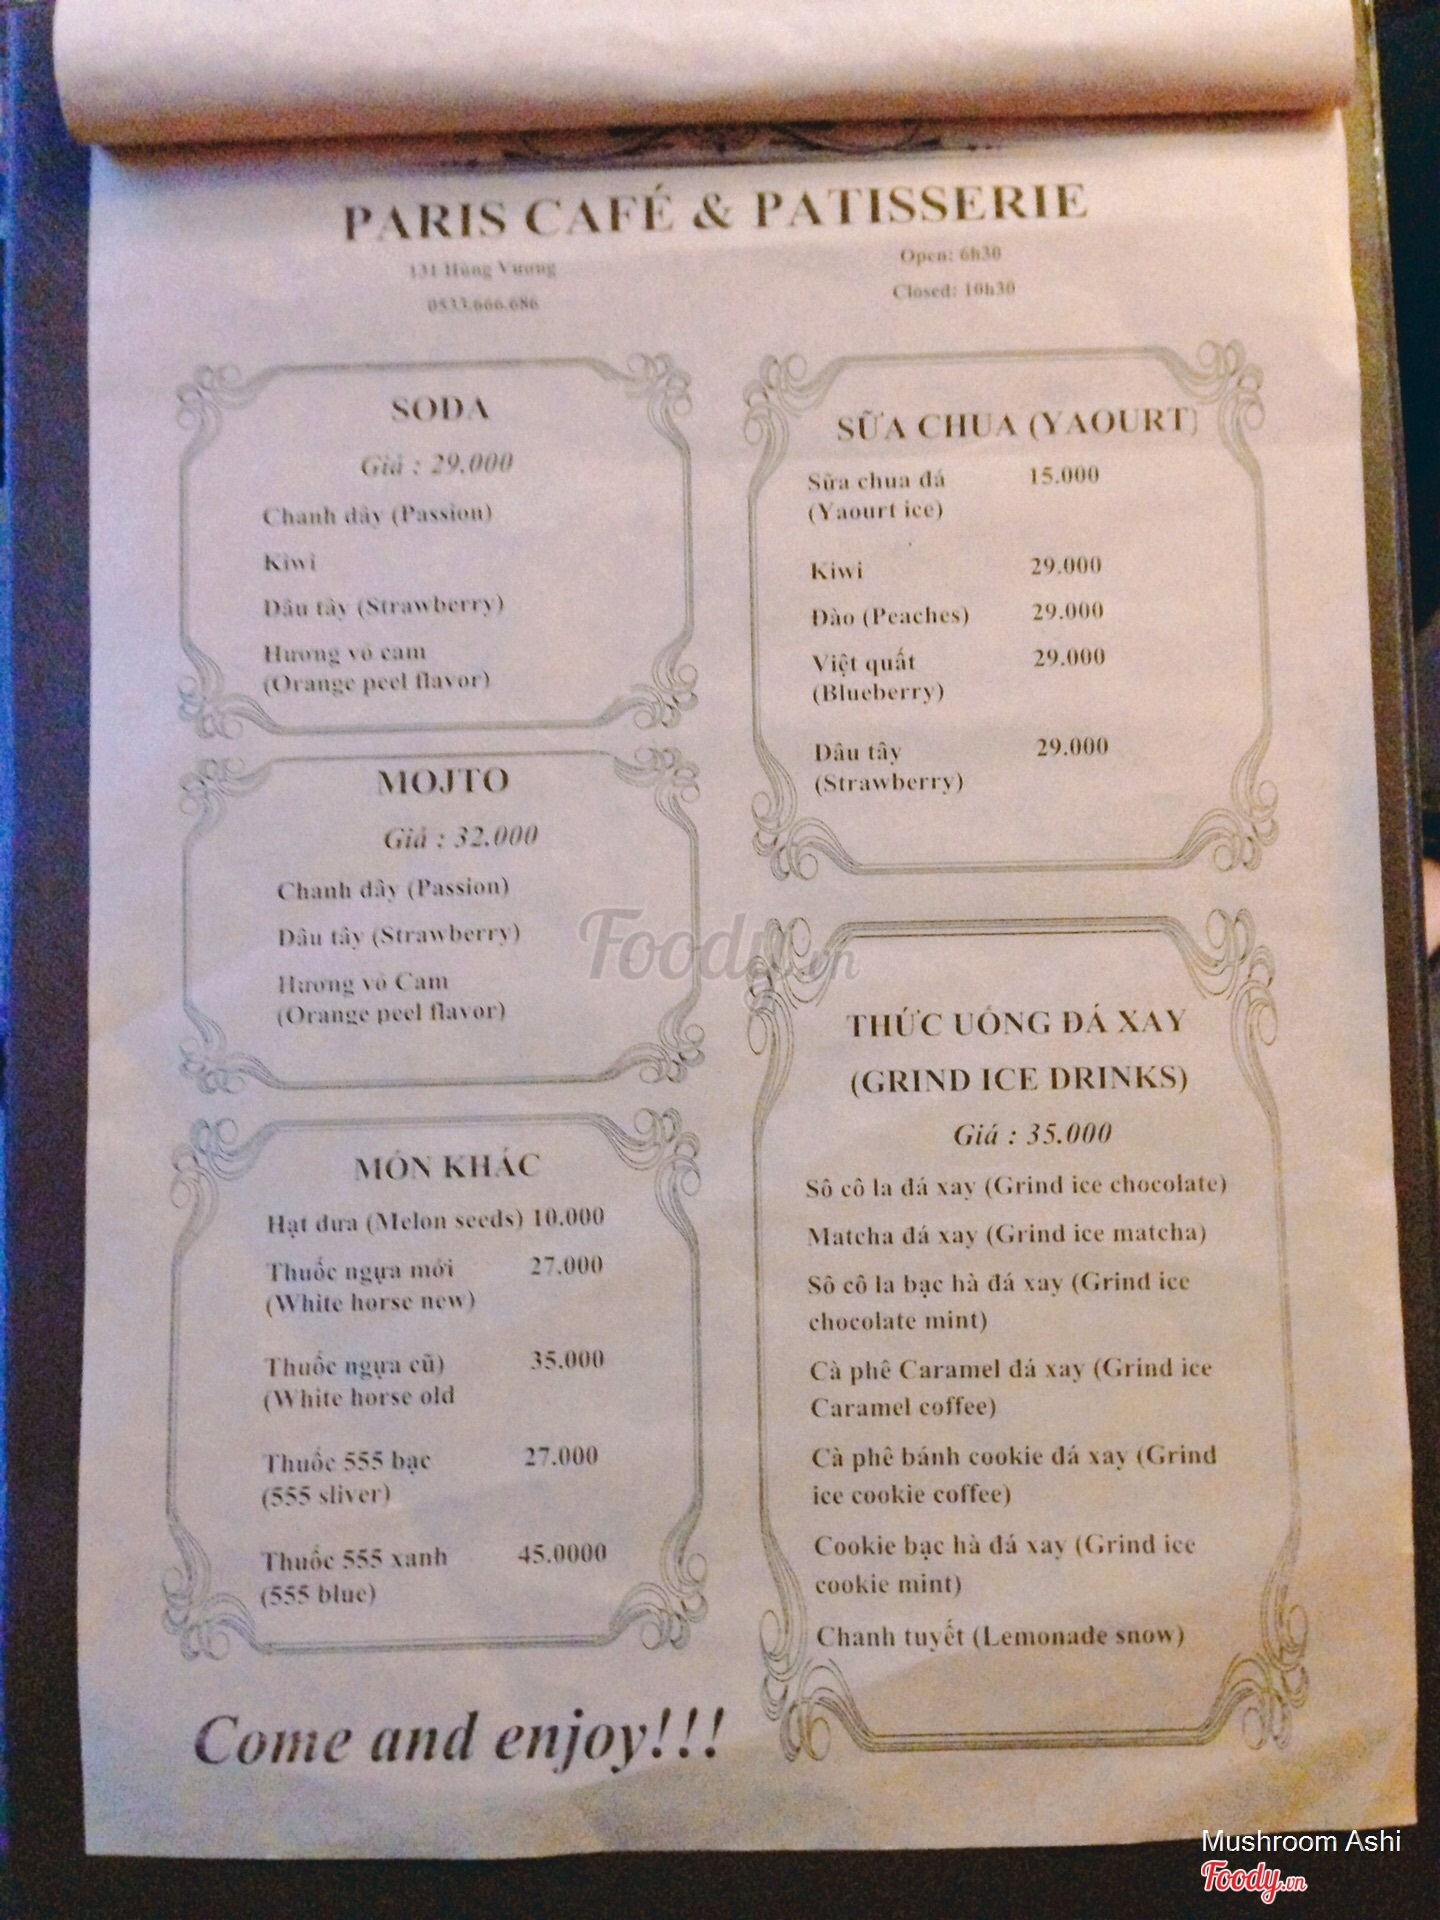 PARIS CAFÉ & PATISSERIE
131 Hùng Vương
0533.666.686
Open: 6h30
Closed: 10h30
SODA
Giá : 29.000
Chanh dây (Passion)
Kiwi
Dâu tây (Strawberry)
Hương vỏ cam
(Orange peel flavor)
MOJTO
Giá : 32.000
Chanh dây (Passion)
Dâu tây (Strawberry)
Hương vỏ Cam
(Orange peel flavor)
MÓN KHÁC
Hạt dưa (Melon seeds) 10.000
Thuốc ngựa mới 27.000
(White horse new)
Thuốc ngựa cũ) 35.000
(White horse old
Thuốc 555 bạc 27.000
(555 sliver)
Thuốc 555 xanh 45.0000
(555 blue)
Come and enjoy!!!
SỮA CHUA (YAOURT)
Sữa chua đá 15.000
(Yaourt ice)
Kiwi 29.000
Đào (Peaches) 29.000
Việt quất 29.000
(Blueberry)
Dâu tây 29.000
(Strawberry)
THỨC UỐNG ĐÁ XAY
(GRIND ICE DRINKS)
Giá : 35.000
Sô cô la đá xay (Grind ice chocolate)
Matcha đá xay (Grind ice matcha)
Sô cô la bạc hà đá xay (Grind ice
chocolate mint)
Cà phê Caramel đá xay (Grind ice
Caramel coffee)
Cà phê bánh cookie đá xay (Grind
ice cookie coffee)
Cookie bạc hà đá xay (Grind ice
cookie mint)
Chanh tuyết (Lemonade snow)
Foody.vn
Mushroom Ashi
Foody.vn